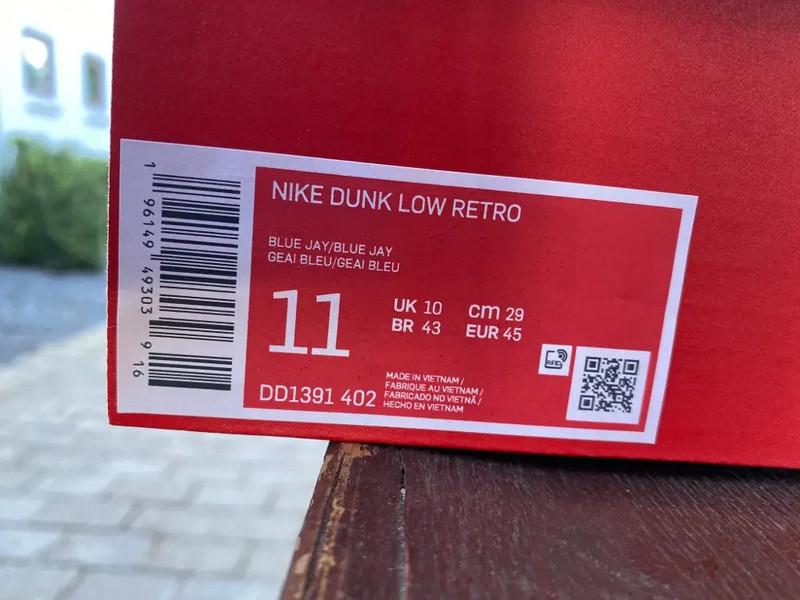 1 96149 49303 9 16
NIKE DUNK LOW RETRO
BLUE JAY/BLUE JAY
GEAI BLEU/GEAI BLEU
11
UK 10 cm 29
BR 43 EUR 45
DD1391 402
MADE IN VIETNAM /
FABRIQUE AU VIETNAM /
FABRICADO NO VIETNÃ /
HECHO EN VIETNAM
RFID